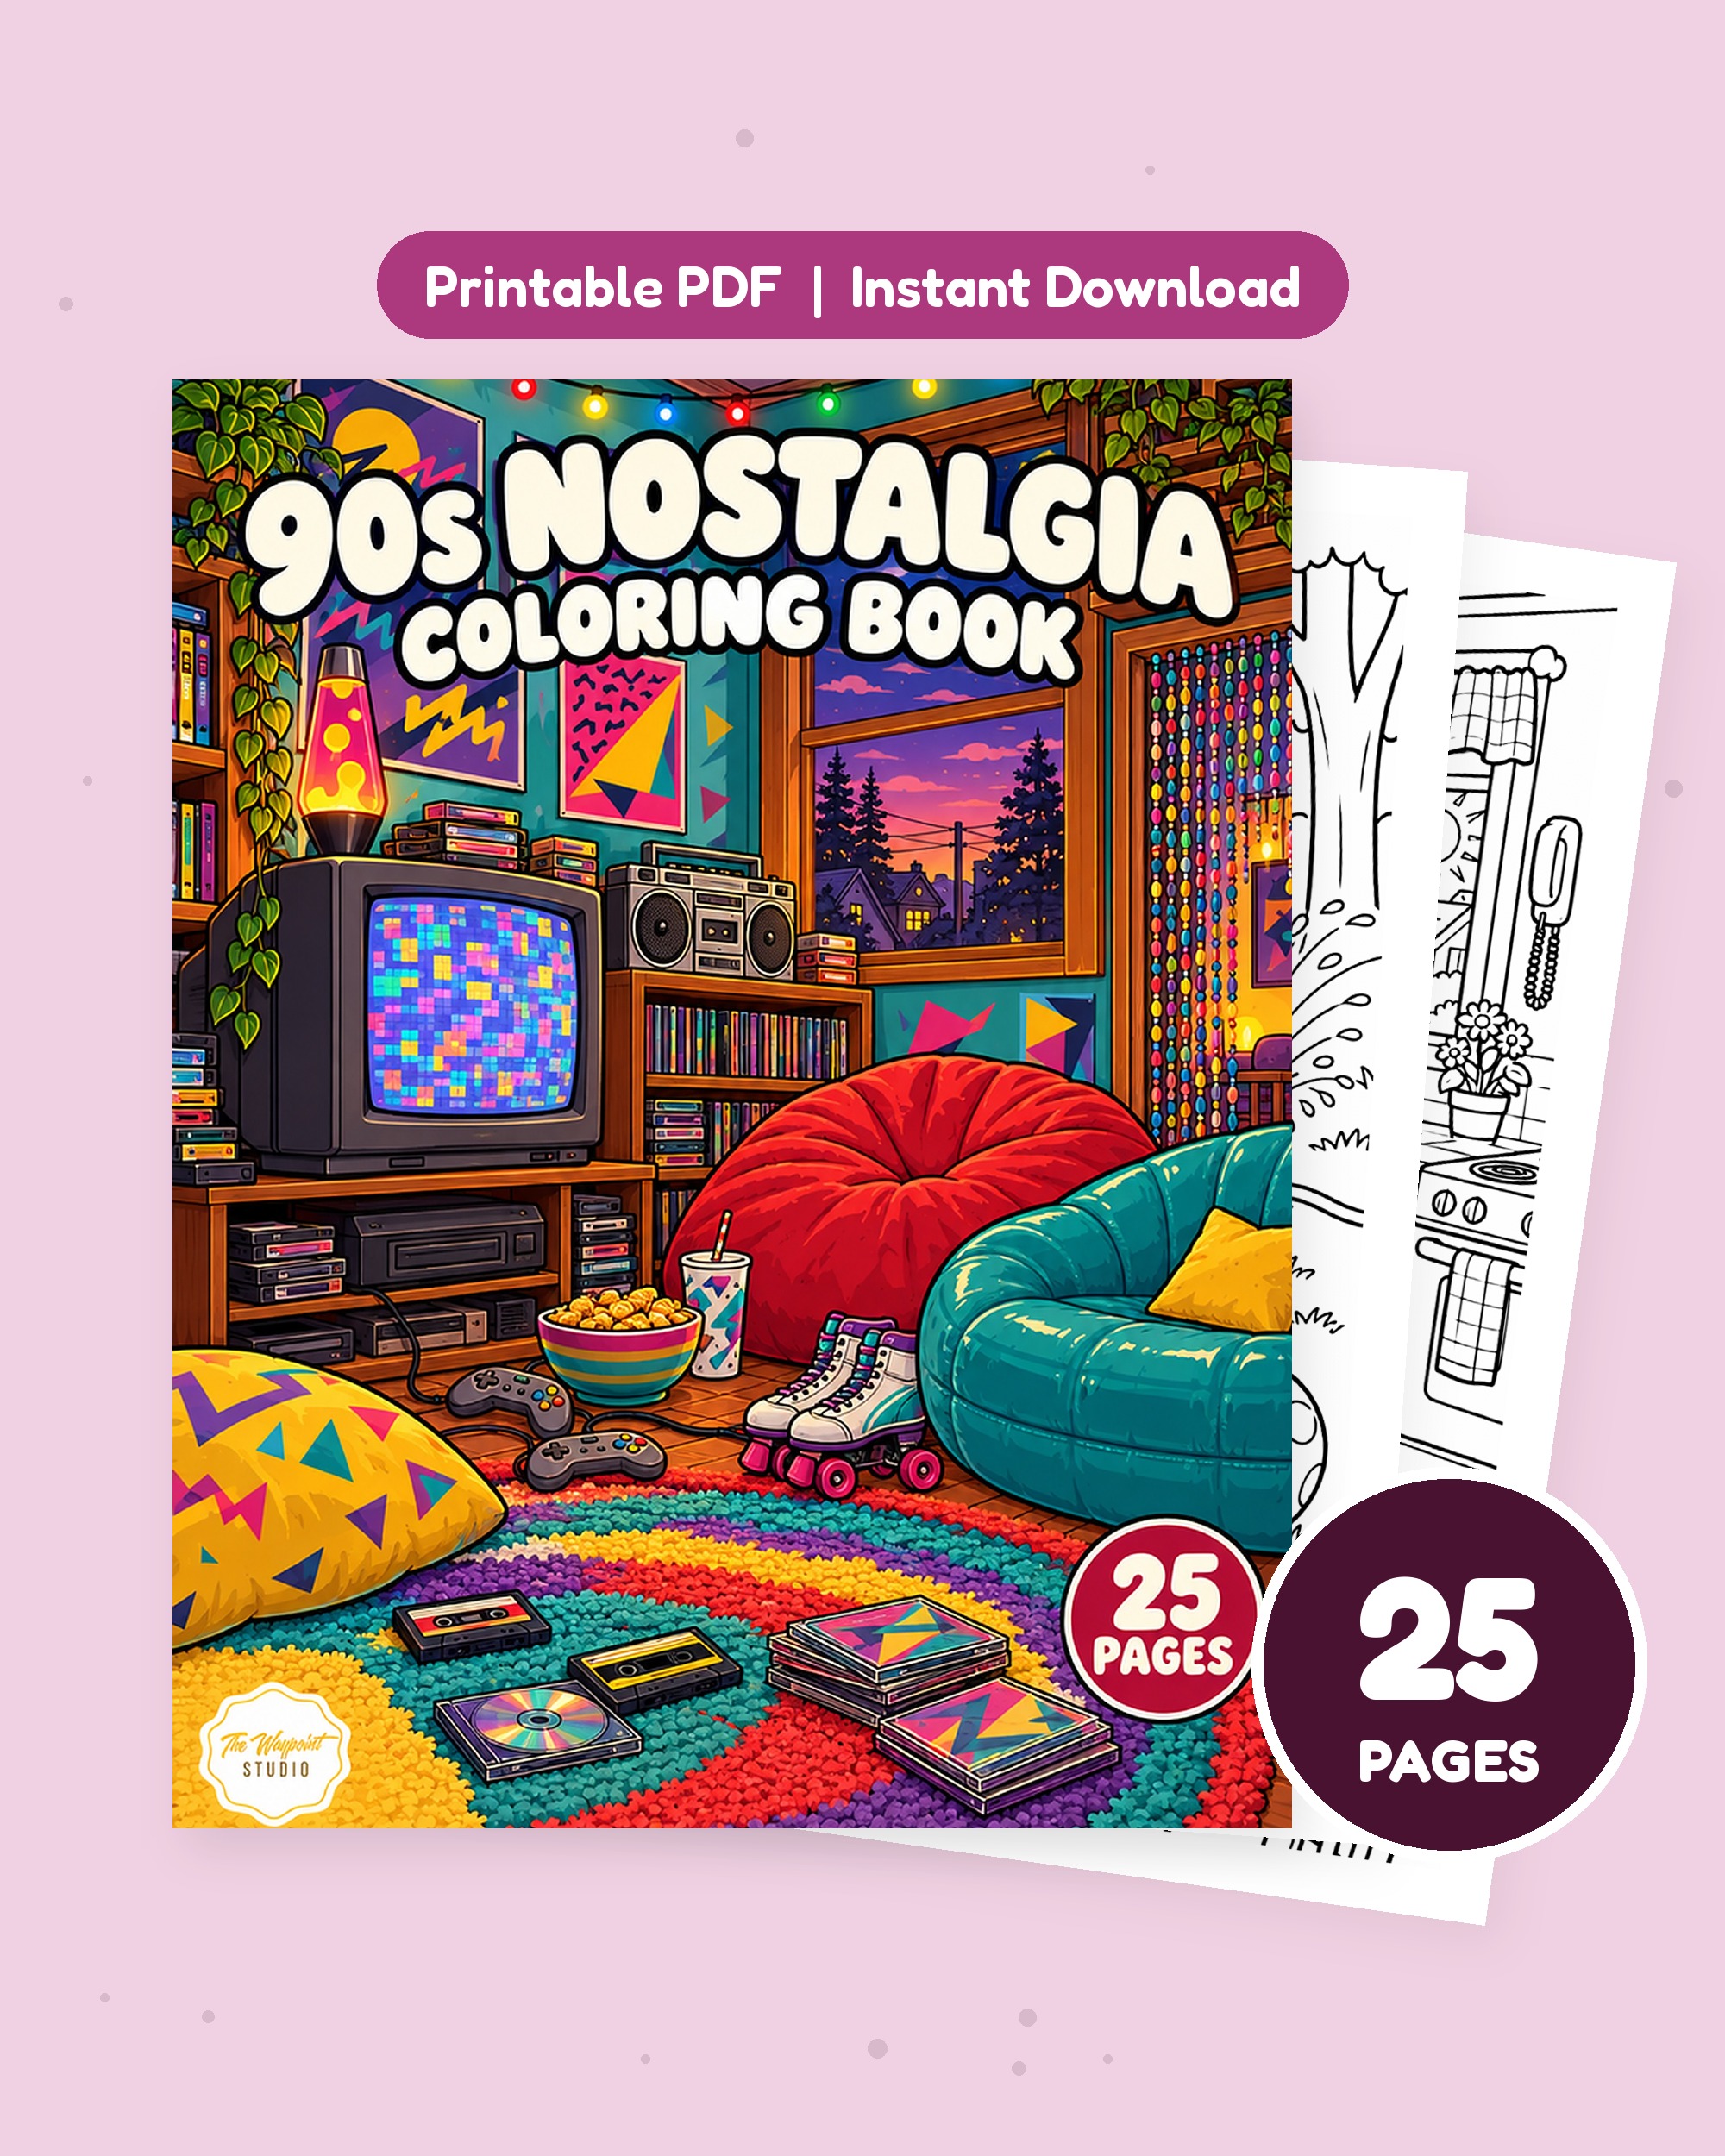 Printable PDF | Instant Download
90s NOSTALGIA
COLORING BOOK
25
PAGES
25
PAGES
The Waypoint
STUDIO